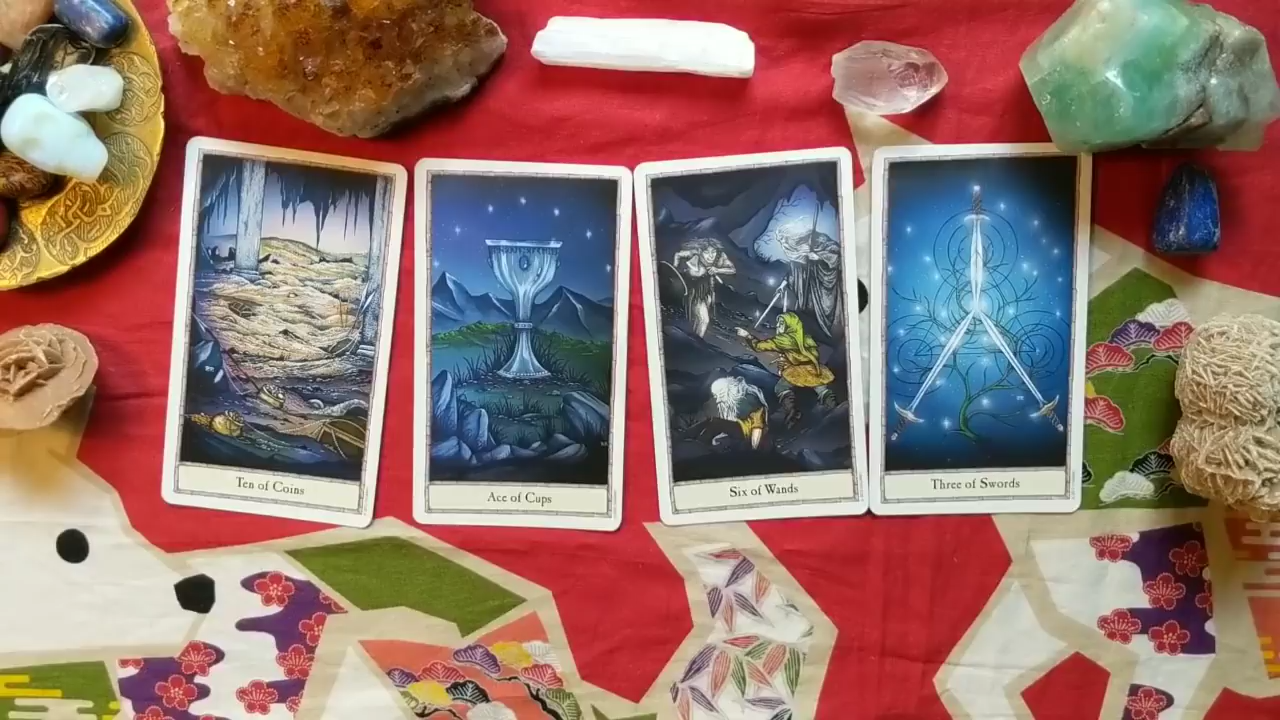 Ten of Coins
Ace of Cups
Six of Wands
Three of Swords